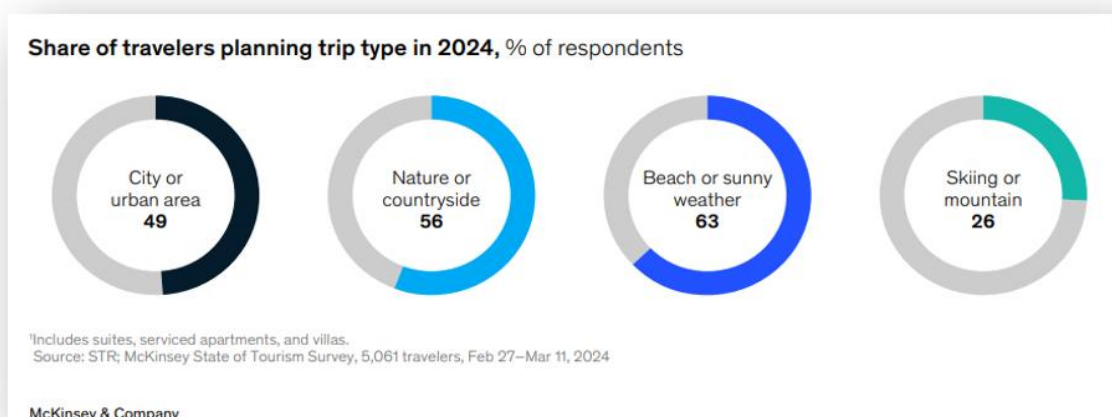 Share of travelers planning trip type in 2024, % of respondents
City or
urban area
49
Nature or
countryside
56
Beach or sunny
weather
63
Skiing or
mountain
26
¹Includes suites, serviced apartments, and villas.
Source: STR; McKinsey State of Tourism Survey, 5,061 travelers, Feb 27–Mar 11, 2024
McKinsey & Company